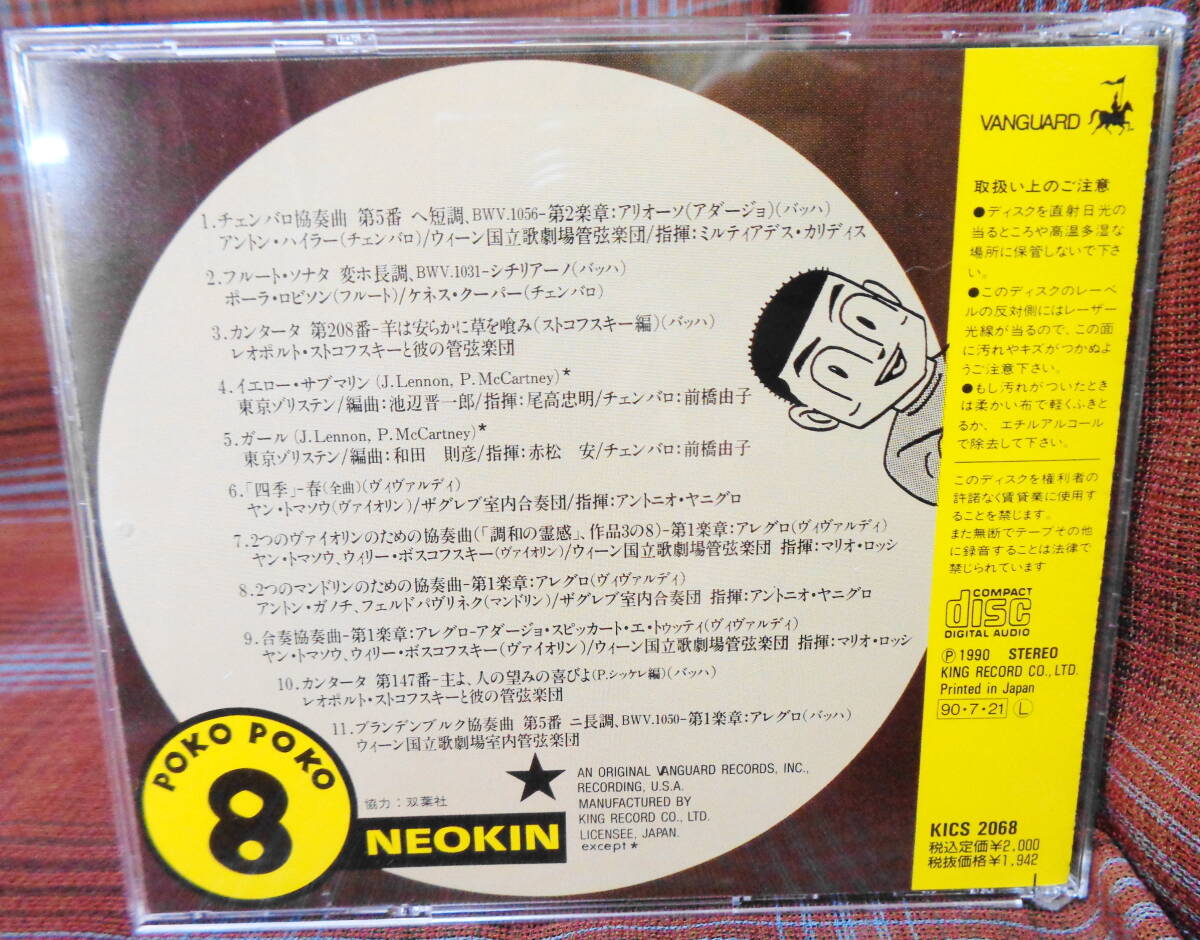 1.チェンバロ協奏曲 第5番 ヘ短調、BWV.1056-第2楽章：アリオーソ(アダージョ)(バッハ)
アントン・ハイラー(チェンバロ)/ウィーン国立歌劇場管弦楽団/指揮：ミルティアデス・カリディス
2.フルート・ソナタ 変ホ長調、BWV.1031-シチリアーノ(バッハ)
ポーラ・ロビソン(フルート)/ケネス・クーパー(チェンバロ)
3.カンタータ 第208番-羊は安らかに草を喰み(ストコフスキー編)(バッハ)
レオポルト・ストコフスキーと彼の管弦楽団
4.イエロー・サブマリン (J.Lennon, P.McCartney)*
東京ゾリステン/編曲：池辺晋一郎/指揮：尾高忠明/チェンバロ：前橋由子
5.ガール (J.Lennon, P.McCartney)*
東京ゾリステン/編曲：和田 則彦/指揮：赤松 安/チェンバロ：前橋由子
6.「四季」-春(全曲)(ヴィヴァルディ)
ヤン・トマソウ(ヴァイオリン)/ザグレブ室内合奏団/指揮：アントニオ・ヤニグロ
7.2つのヴァイオリンのための協奏曲(「調和の霊感」、作品3の8)-第1楽章：アレグロ(ヴィヴァルディ)
ヤン・トマソウ、ウィリー・ボスコフスキー(ヴァイオリン)/ウィーン国立歌劇場管弦楽団 指揮：マリオ・ロッシ
8.2つのマンドリンのための協奏曲-第1楽章：アレグロ(ヴィヴァルディ)
アントン・ガノチ、フェルドパヴリネク(マンドリン)/ザグレブ室内合奏団 指揮：アントニオ・ヤニグロ
9.合奏協奏曲-第1楽章：アレグロ-アダージョ・スピッカート・エ・トゥッティ(ヴィヴァルディ)
ヤン・トマソウ、ウィリー・ボスコフスキー(ヴァイオリン)/ウィーン国立歌劇場管弦楽団 指揮：マリオ・ロッシ
10.カンタータ 第147番-主よ、人の望みの喜びよ(P.シッケレ編)(バッハ)
レオポルト・ストコフスキーと彼の管弦楽団
11.ブランデンブルク協奏曲 第5番 ニ長調、BWV.1050-第1楽章：アレグロ(バッハ)
ウィーン国立歌劇場室内管弦楽団
POKO POKO
8
協力：双葉社
NEOKIN
AN ORIGINAL VANGUARD RECORDS, INC.,
RECORDING, U.S.A.
MANUFACTURED BY
KING RECORD CO., LTD.
LICENSEE, JAPAN.
except*
VANGUARD
取扱い上のご注意
●ディスクを直射日光の
当るところや高温多湿な
場所に保管しないで下さ
い。
●このディスクのレーベ
ルの反対側にはレーザー
光線が当るので、この面
に汚れやキズがつかぬよ
うご注意下さい。
●もし汚れがついたとき
は柔かい布で軽くふきと
るか、エチルアルコール
で除去して下さい。
このディスクを権利者の
許諾なく賃貸業に使用す
ることを禁じます。
また無断でテープその他
に録音することは法律で
禁じられています
COMPACT
disc
DIGITAL AUDIO
Ⓟ 1990 STEREO
KING RECORD CO., LTD.
Printed in Japan
90・7・21 Ⓛ
KICS 2068
税込定価¥2,000
税抜価格¥1,942